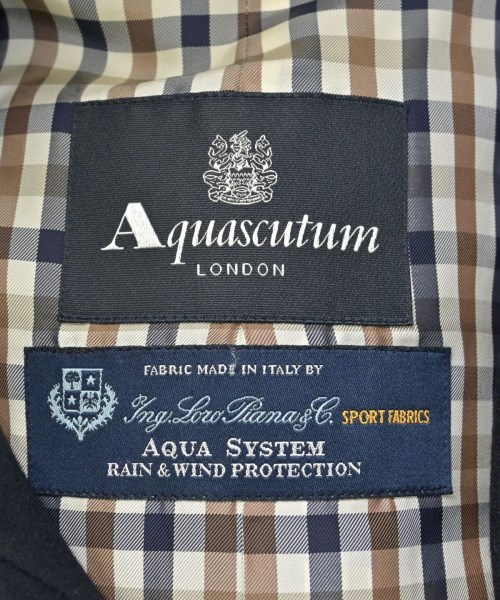 Aquascutum
LONDON
FABRIC MADE IN ITALY BY
Ing. Loro Piana & C. SPORT FABRICS
AQUA SYSTEM
RAIN & WIND PROTECTION